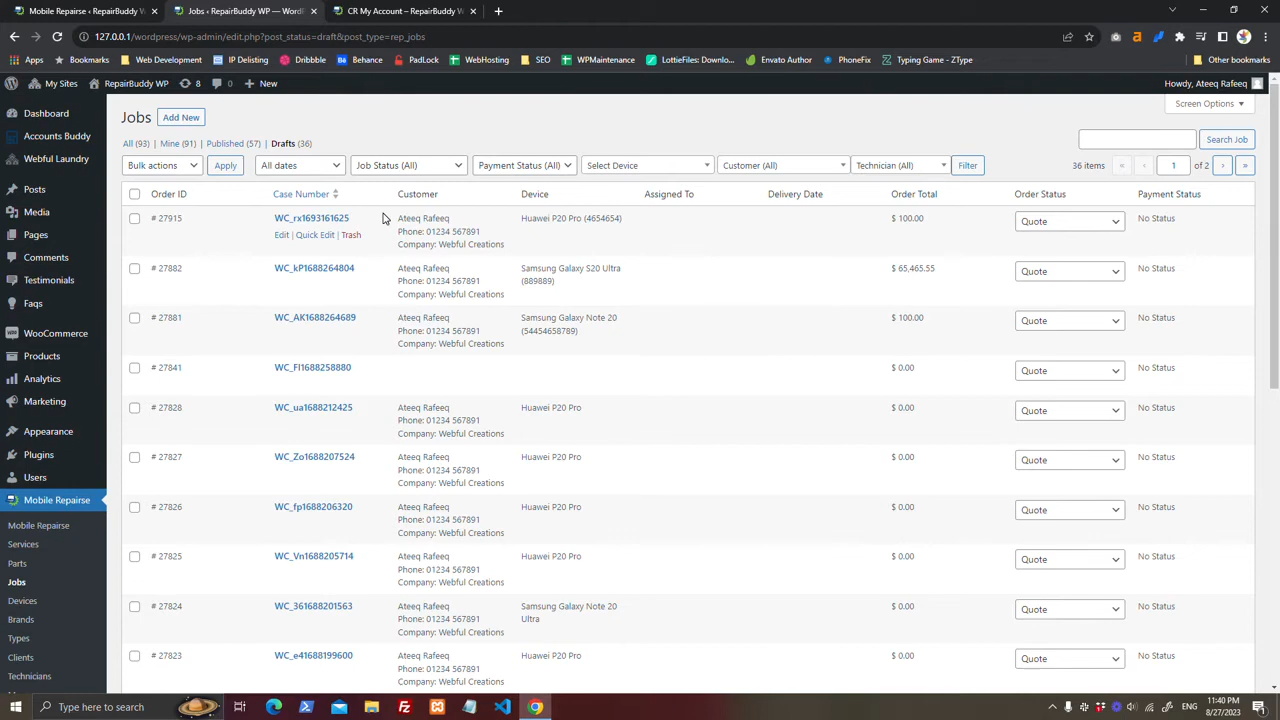 Mobile Repairse ‹ RepairBuddy W
Jobs ‹ RepairBuddy WP — WordP
CR My Account – RepairBuddy WP
127.0.0.1/wordpress/wp-admin/edit.php?post_status=draft&post_type=rep_jobs
Apps
Bookmarks
Web Development
IP Delisting
Dribbble
Behance
PadLock
WebHosting
SEO
WPMaintenance
LottieFiles: Downlo...
Envato Author
PhoneFix
Typing Game - ZType
Other bookmarks
My Sites
RepairBuddy WP
8
0
New
Howdy, Ateeq Rafeeq
Dashboard
Accounts Buddy
Webful Laundry
Posts
Media
Pages
Comments
Testimonials
Faqs
WooCommerce
Products
Analytics
Marketing
Appearance
Plugins
Users
Mobile Repairse
Mobile Repairse
Services
Parts
Jobs
Devices
Brands
Types
Clients
Technicians
Jobs Add New
Screen Options
All (93) | Mine (91) | Published (57) | Drafts (36)
Search Job
Bulk actions Apply All dates Job Status (All) Payment Status (All) Select Device Customer (All) Technician (All) Filter 36 items « ‹ 1 of 2 › »
Order ID Case Number Customer Device Assigned To Delivery Date Order Total Order Status Payment Status
# 27915 WC_rx1693161625 Ateeq Rafeeq Huawei P20 Pro (4654654) $ 100.00 Quote No Status
Phone: 01234 567891
Edit | Quick Edit | Trash
Company: Webful Creations
# 27882 WC_kP1688264804 Ateeq Rafeeq Samsung Galaxy S20 Ultra $ 65,465.55 Quote No Status
Phone: 01234 567891 (889889)
Company: Webful Creations
# 27881 WC_AK1688264689 Ateeq Rafeeq Samsung Galaxy Note 20 $ 100.00 Quote No Status
Phone: 01234 567891 (54454658789)
Company: Webful Creations
# 27841 WC_FI1688258880 $ 0.00 Quote No Status
# 27828 WC_ua1688212425 Ateeq Rafeeq Huawei P20 Pro $ 0.00 Quote No Status
Phone: 01234 567891
Company: Webful Creations
# 27827 WC_Zo1688207524 Ateeq Rafeeq Huawei P20 Pro $ 0.00 Quote No Status
Phone: 01234 567891
Company: Webful Creations
# 27826 WC_fp1688206320 Ateeq Rafeeq Huawei P20 Pro $ 0.00 Quote No Status
Phone: 01234 567891
Company: Webful Creations
# 27825 WC_Vn1688205714 Ateeq Rafeeq Huawei P20 Pro $ 0.00 Quote No Status
Phone: 01234 567891
Company: Webful Creations
# 27824 WC_361688201563 Ateeq Rafeeq Samsung Galaxy Note 20 $ 0.00 Quote No Status
Phone: 01234 567891 Ultra
Company: Webful Creations
# 27823 WC_e41688199600 Ateeq Rafeeq Huawei P20 Pro $ 0.00 Quote No Status
Phone: 01234 567891
Company: Webful Creations
Type here to search
11:40 PM
8/27/2023